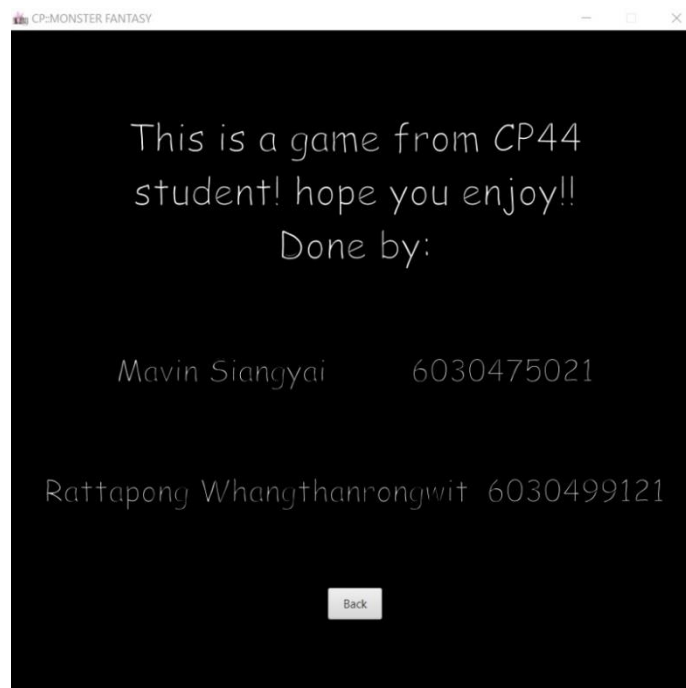 CP::MONSTER FANTASY
This is a game from CP44
student! hope you enjoy!!
Done by:
Mavin Siangyai 6030475021
Rattapong Whangthanrongwit 6030499121
Back